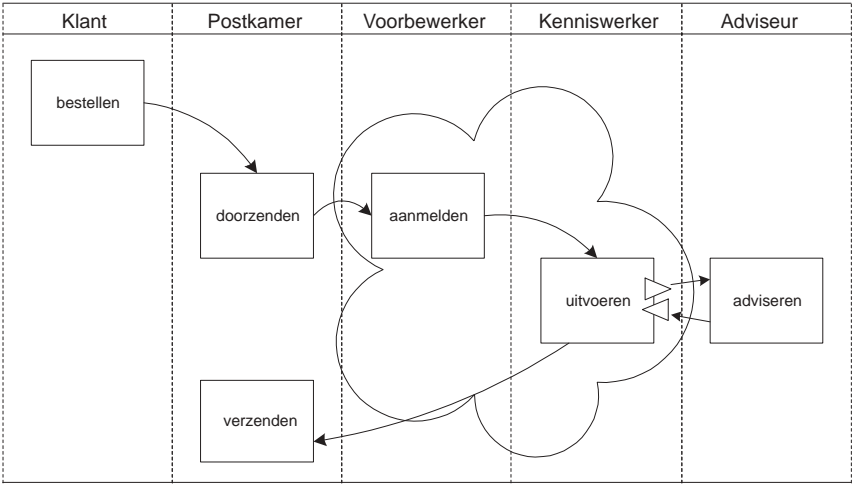 Klant Postkamer Voorbewerker Kenniswerker Adviseur
bestellen
doorzenden aanmelden
uitvoeren adviseren
verzenden